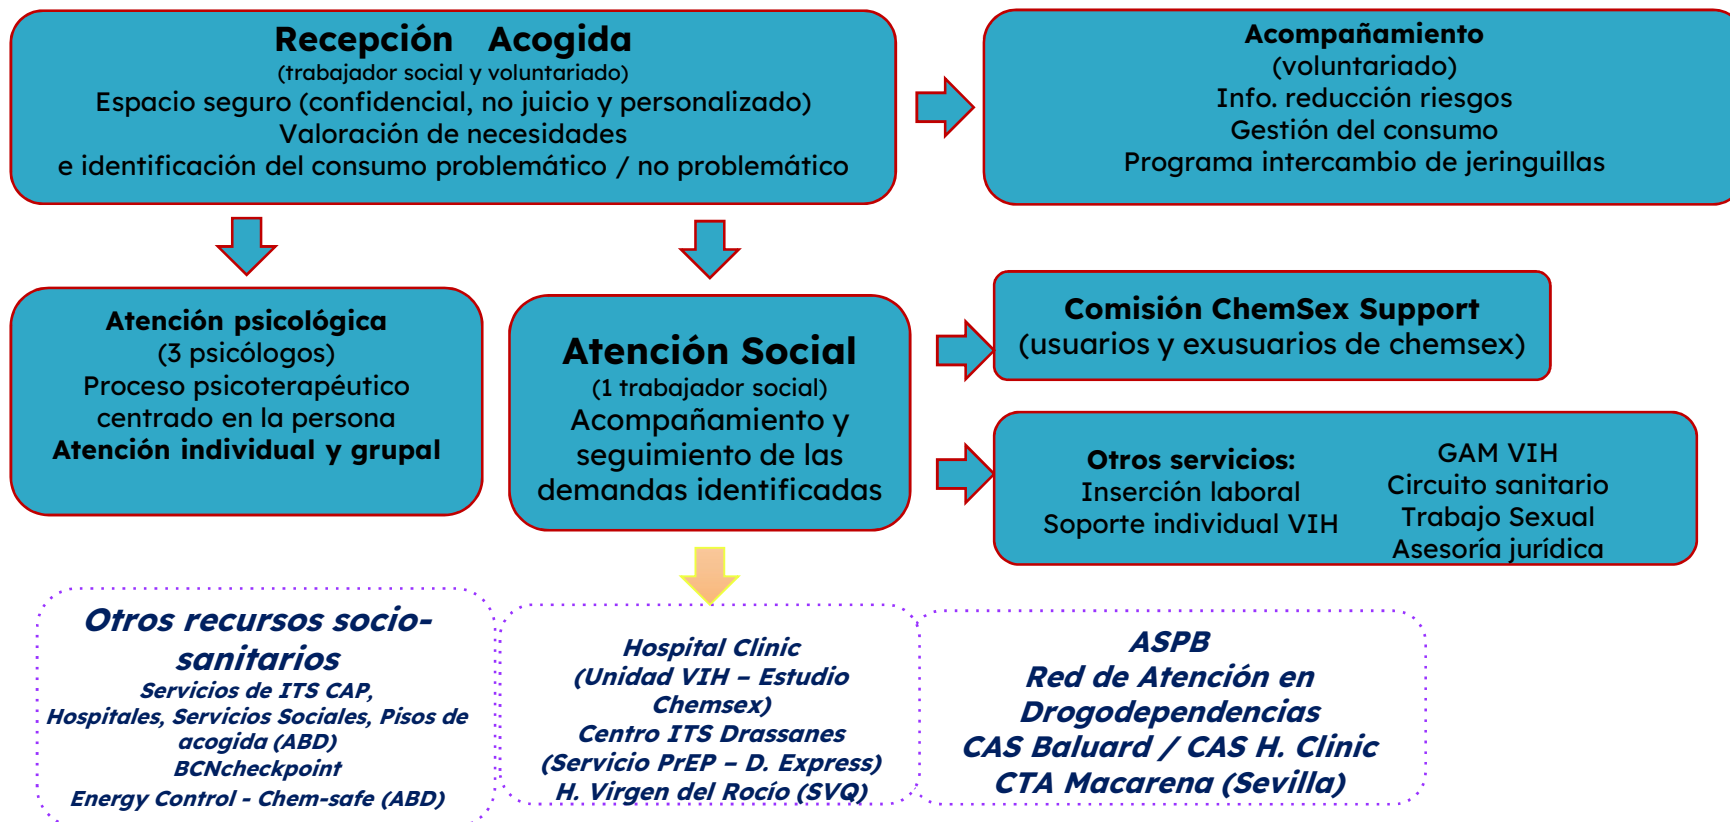 Recepción Acogida
(trabajador social y voluntariado)
Espacio seguro (confidencial, no juicio y personalizado)
Valoración de necesidades
e identificación del consumo problemático / no problemático
Acompañamiento
(voluntariado)
Info. reducción riesgos
Gestión del consumo
Programa intercambio de jeringuillas
Atención psicológica
(3 psicólogos)
Proceso psicoterapéutico
centrado en la persona
Atención individual y grupal
Atención Social
(1 trabajador social)
Acompañamiento y
seguimiento de las
demandas identificadas
Comisión ChemSex Support
(usuarios y exusuarios de chemsex)
Otros servicios:
Inserción laboral
Soporte individual VIH
GAM VIH
Circuito sanitario
Trabajo Sexual
Asesoría jurídica
Otros recursos socio-
sanitarios
Servicios de ITS CAP,
Hospitales, Servicios Sociales, Pisos de
acogida (ABD)
BCNcheckpoint
Energy Control - Chem-safe (ABD)
Hospital Clinic
(Unidad VIH – Estudio
Chemsex)
Centro ITS Drassanes
(Servicio PrEP – D. Express)
H. Virgen del Rocío (SVQ)
ASPB
Red de Atención en
Drogodependencias
CAS Baluard / CAS H. Clinic
CTA Macarena (Sevilla)